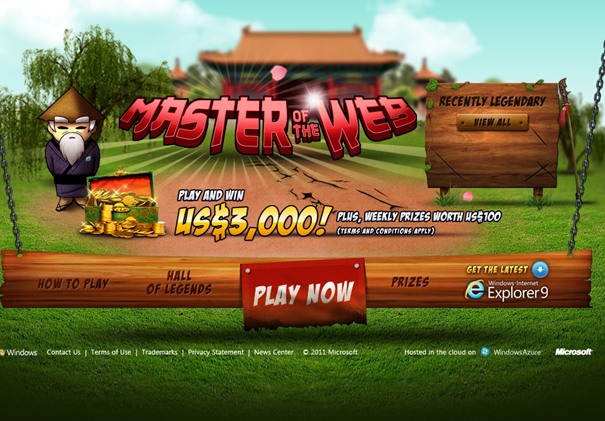 MASTER OF THE WEB
RECENTLY LEGENDARY
VIEW ALL
PLAY AND WIN
US$3,000! PLUS, WEEKLY PRIZES WORTH US$100
(TERMS AND CONDITIONS APPLY)
HOW TO PLAY
HALL
OF LEGENDS
PLAY NOW
PRIZES
GET THE LATEST
Windows Internet
Explorer 9
Windows Contact Us | Terms of Use | Trademarks | Privacy Statement | News Center © 2011 Microsoft Hosted in the cloud on Windows Azure Microsoft